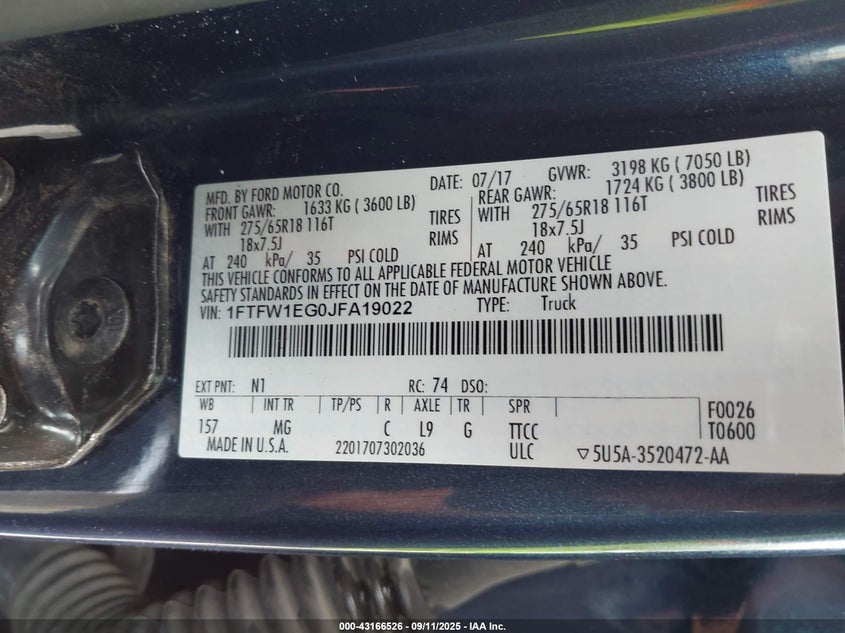 MFD. BY FORD MOTOR CO. DATE: 07/17 GVWR: 3198 KG ( 7050 LB)
FRONT GAWR: 1633 KG ( 3600 LB) REAR GAWR: 1724 KG ( 3800 LB)
WITH 275/65R18 116T TIRES WITH 275/65R18 116T TIRES
18x7.5J RIMS 18x7.5J RIMS
AT 240 kPa/ 35 PSI COLD AT 240 kPa/ 35 PSI COLD
THIS VEHICLE CONFORMS TO ALL APPLICABLE FEDERAL MOTOR VEHICLE
SAFETY STANDARDS IN EFFECT ON THE DATE OF MANUFACTURE SHOWN ABOVE.
VIN: 1FTFW1EG0JFA19022 TYPE: Truck
EXT PNT: N1 RC: 74 DSO:
WB INT TR TP/PS R AXLE TR SPR F0026
157 MG C L9 G TTCC T0600
MADE IN U.S.A. 2201707302036 ULC ▽5U5A-3520472-AA
000-43166526 - 09/11/2025 - IAA Inc.